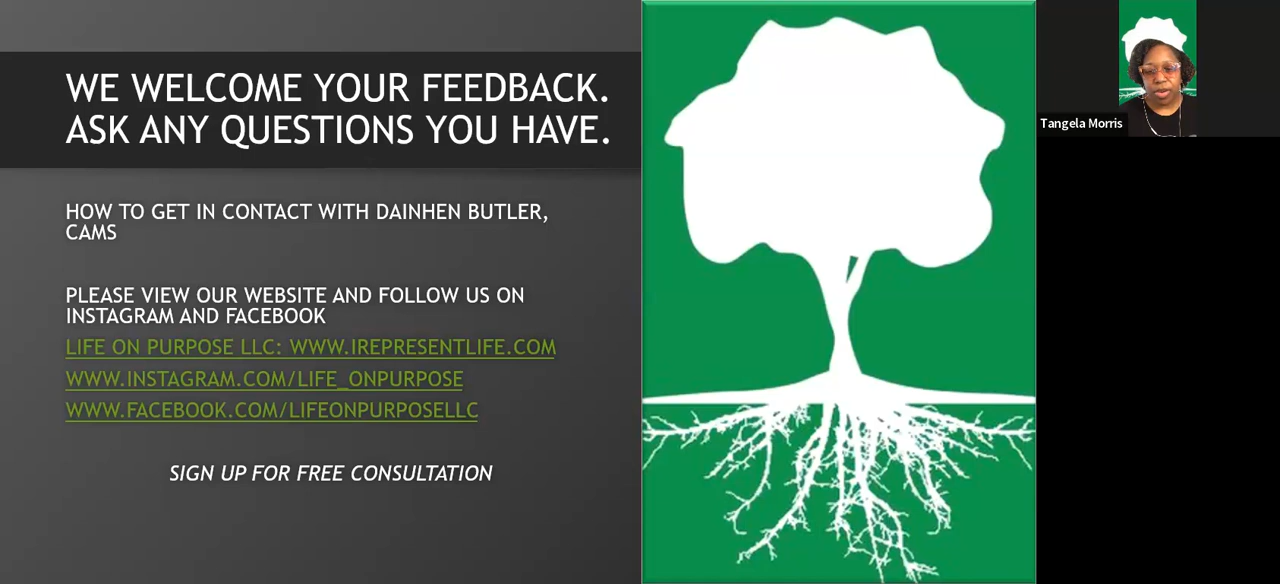 WE WELCOME YOUR FEEDBACK.
ASK ANY QUESTIONS YOU HAVE.
HOW TO GET IN CONTACT WITH DAINHEN BUTLER,
CAMS
PLEASE VIEW OUR WEBSITE AND FOLLOW US ON
INSTAGRAM AND FACEBOOK
LIFE ON PURPOSE LLC: WWW.IREPRESENTLIFE.COM
WWW.INSTAGRAM.COM/LIFE_ONPURPOSE
WWW.FACEBOOK.COM/LIFEONPURPOSELLC
SIGN UP FOR FREE CONSULTATION
Tangela Morris